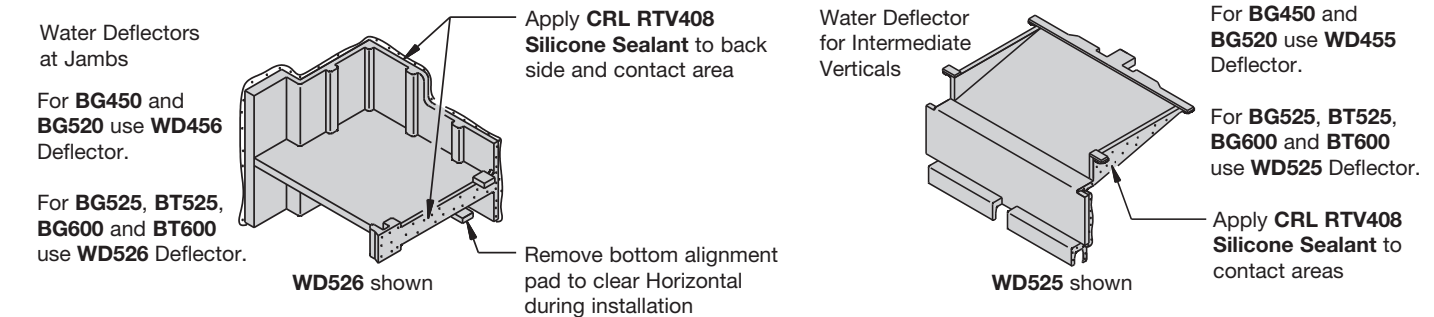 Water Deflectors
at Jambs
For BG450 and
BG520 use WD456
Deflector.
For BG525, BT525,
BG600 and BT600
use WD526 Deflector.
WD526 shown
Apply CRL RTV408
Silicone Sealant to back
side and contact area
Remove bottom alignment
pad to clear Horizontal
during installation
Water Deflector
for Intermediate
Verticals
For BG450 and
BG520 use WD455
Deflector.
For BG525, BT525,
BG600 and BT600
use WD525 Deflector.
Apply CRL RTV408
Silicone Sealant to
contact areas
WD525 shown